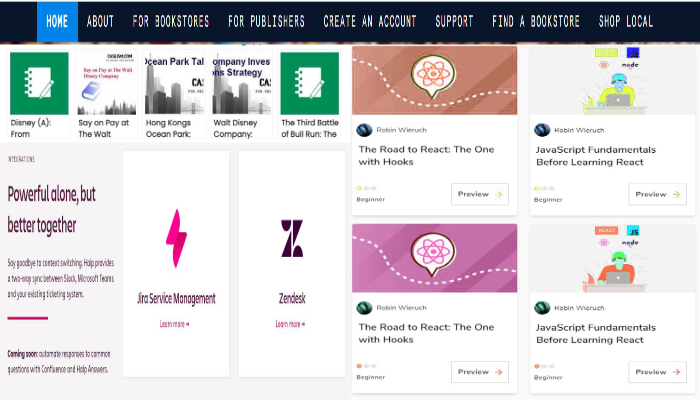 HOME ABOUT FOR BOOKSTORES FOR PUBLISHERS CREATE AN ACCOUNT SUPPORT FIND A BOOKSTORE SHOP LOCAL
Disney (A):
From
Say on Pay at The Walt Disney Company
Say on Pay at
The Walt
Ocean Park Tal
CA
Hong Kongs
Ocean Park:
ompany Inves
ns Strategy
CA
Walt Disney
Company:
The Third Battle
of Bull Run: The
INTEGRATIONS
Powerful alone, but
better together
Say goodbye to context switching. Halp provides
a two-way sync between Slack, Microsoft Teams
and your existing ticketing system.
Coming soon: automate responses to common
questions with Confluence and Halp Answers.
Jira Service Management
Learn more
Zendesk
Learn more
Robin Wieruch
The Road to React: The One
with Hooks
Beginner
Preview
JS
node
Robin Wieruch
JavaScript Fundamentals
Before Learning React
Beginner
Preview
Robin Wieruch
The Road to React: The One
with Hooks
Beginner
Preview
REACT
JS
node
Robin Wieruch
JavaScript Fundamentals
Before Learning React
Beginner
Preview